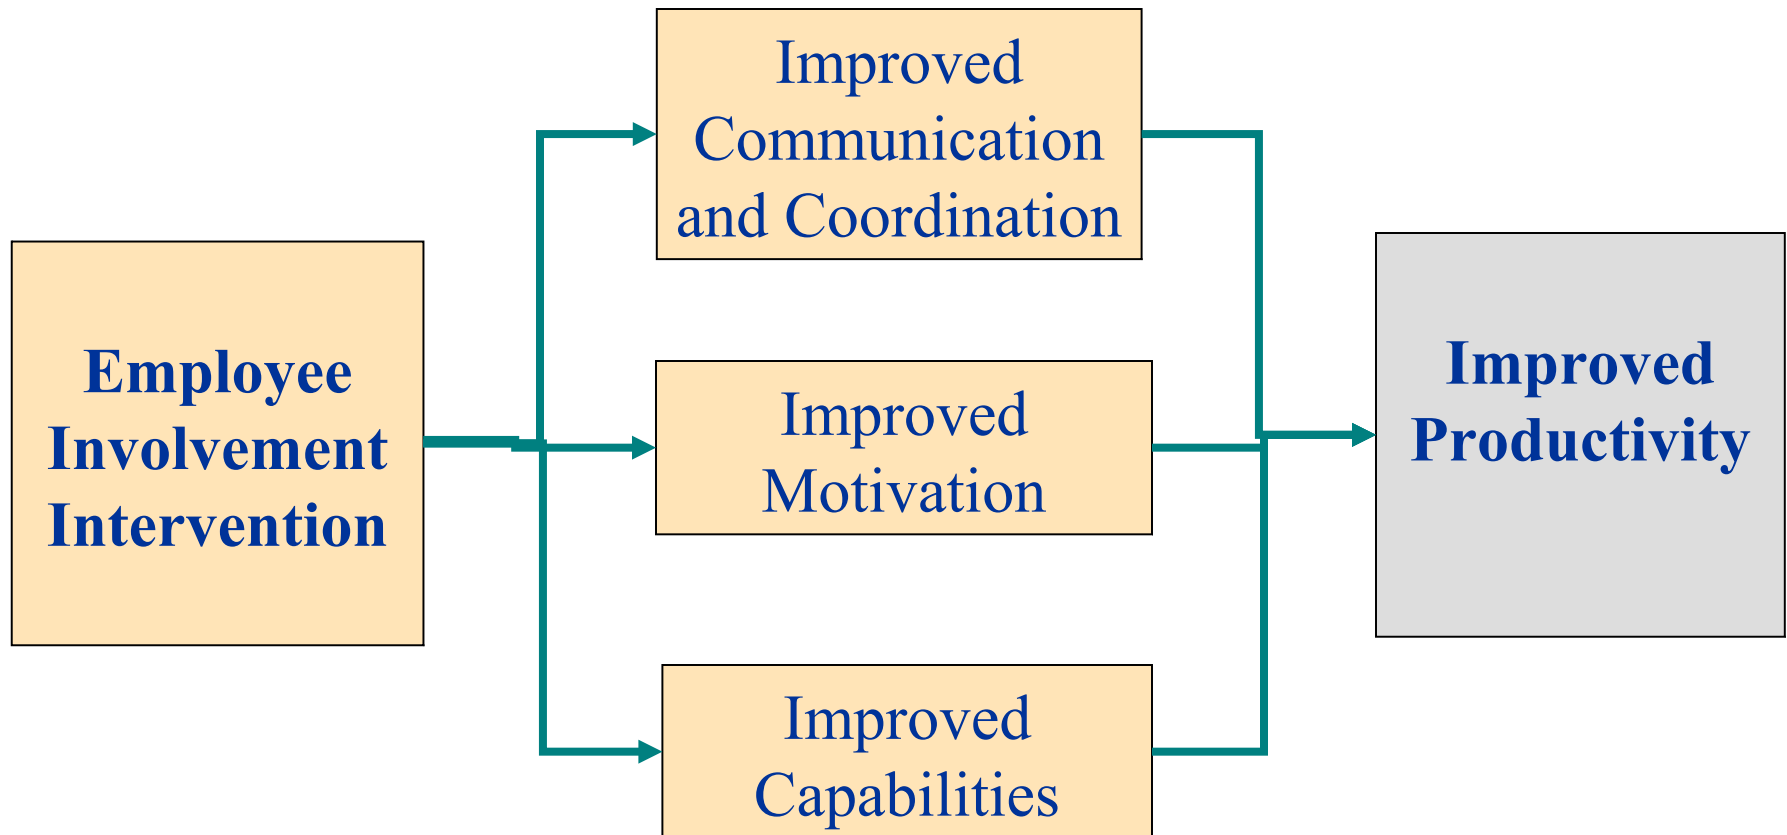 Employee
Involvement
Intervention
Improved
Communication
and Coordination
Improved
Motivation
Improved
Capabilities
Improved
Productivity